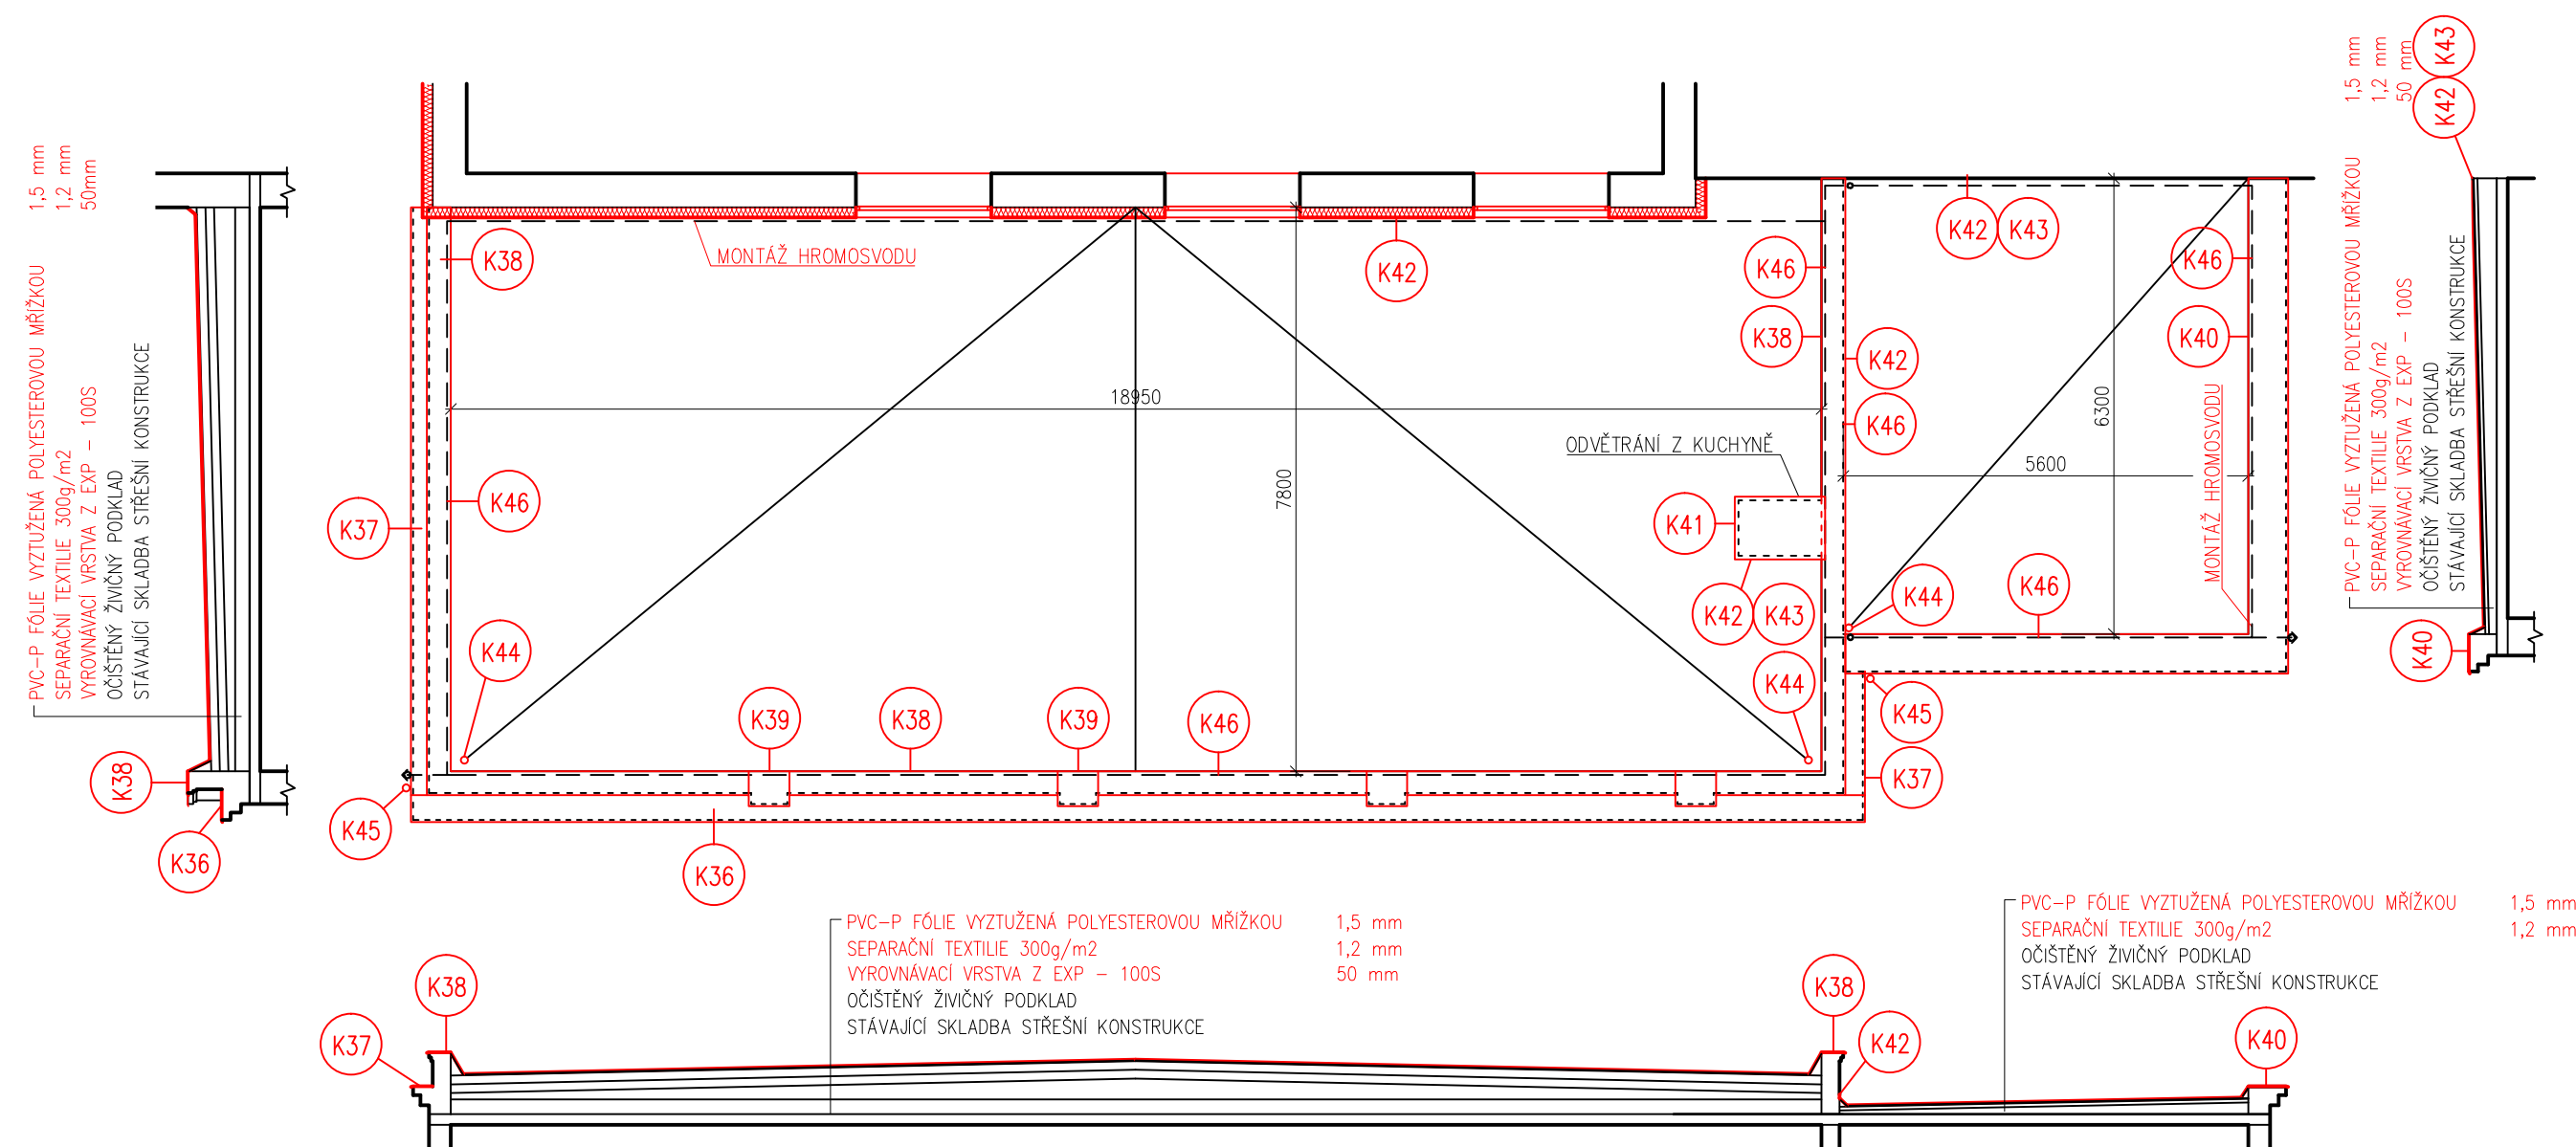 PVC-P FÓLIE VYZTUŽENÁ POLYESTEROVOU MŘÍŽKOU 1,5 mm
SEPARAČNÍ TEXTILIE 300g/m2 1,2 mm
VYROVNÁVACÍ VRSTVA Z EXP - 100S 50mm
OČIŠTĚNÝ ŽIVIČNÝ PODKLAD
STÁVAJÍCÍ SKLADBA STŘEŠNÍ KONSTRUKCE
K38
K36
K38
MONTÁŽ HROMOSVODU
K42
K46
K38
K42
K43
K46
K40
K42
K46
18950
7800
ODVĚTRÁNÍ Z KUCHYNĚ
5600
6300
MONTÁŽ HROMOSVODU
K37
K46
K41
K42
K43
K44
K46
K44
K44
K39
K38
K39
K46
K45
K37
K45
K36
PVC-P FÓLIE VYZTUŽENÁ POLYESTEROVOU MŘÍŽKOU 1,5 mm
SEPARAČNÍ TEXTILIE 300g/m2 1,2 mm
VYROVNÁVACÍ VRSTVA Z EXP - 100S 50 mm
OČIŠTĚNÝ ŽIVIČNÝ PODKLAD
STÁVAJÍCÍ SKLADBA STŘEŠNÍ KONSTRUKCE
K42
K43
K40
PVC-P FÓLIE VYZTUŽENÁ POLYESTEROVOU MŘÍŽKOU 1,5 mm
SEPARAČNÍ TEXTILIE 300g/m2 1,2 mm
VYROVNÁVACÍ VRSTVA Z EXP - 100S 50 mm
OČIŠTĚNÝ ŽIVIČNÝ PODKLAD
STÁVAJÍCÍ SKLADBA STŘEŠNÍ KONSTRUKCE
PVC-P FÓLIE VYZTUŽENÁ POLYESTEROVOU MŘÍŽKOU 1,5 mm
SEPARAČNÍ TEXTILIE 300g/m2 1,2 mm
OČIŠTĚNÝ ŽIVIČNÝ PODKLAD
STÁVAJÍCÍ SKLADBA STŘEŠNÍ KONSTRUKCE
K38
K37
K38
K42
K40